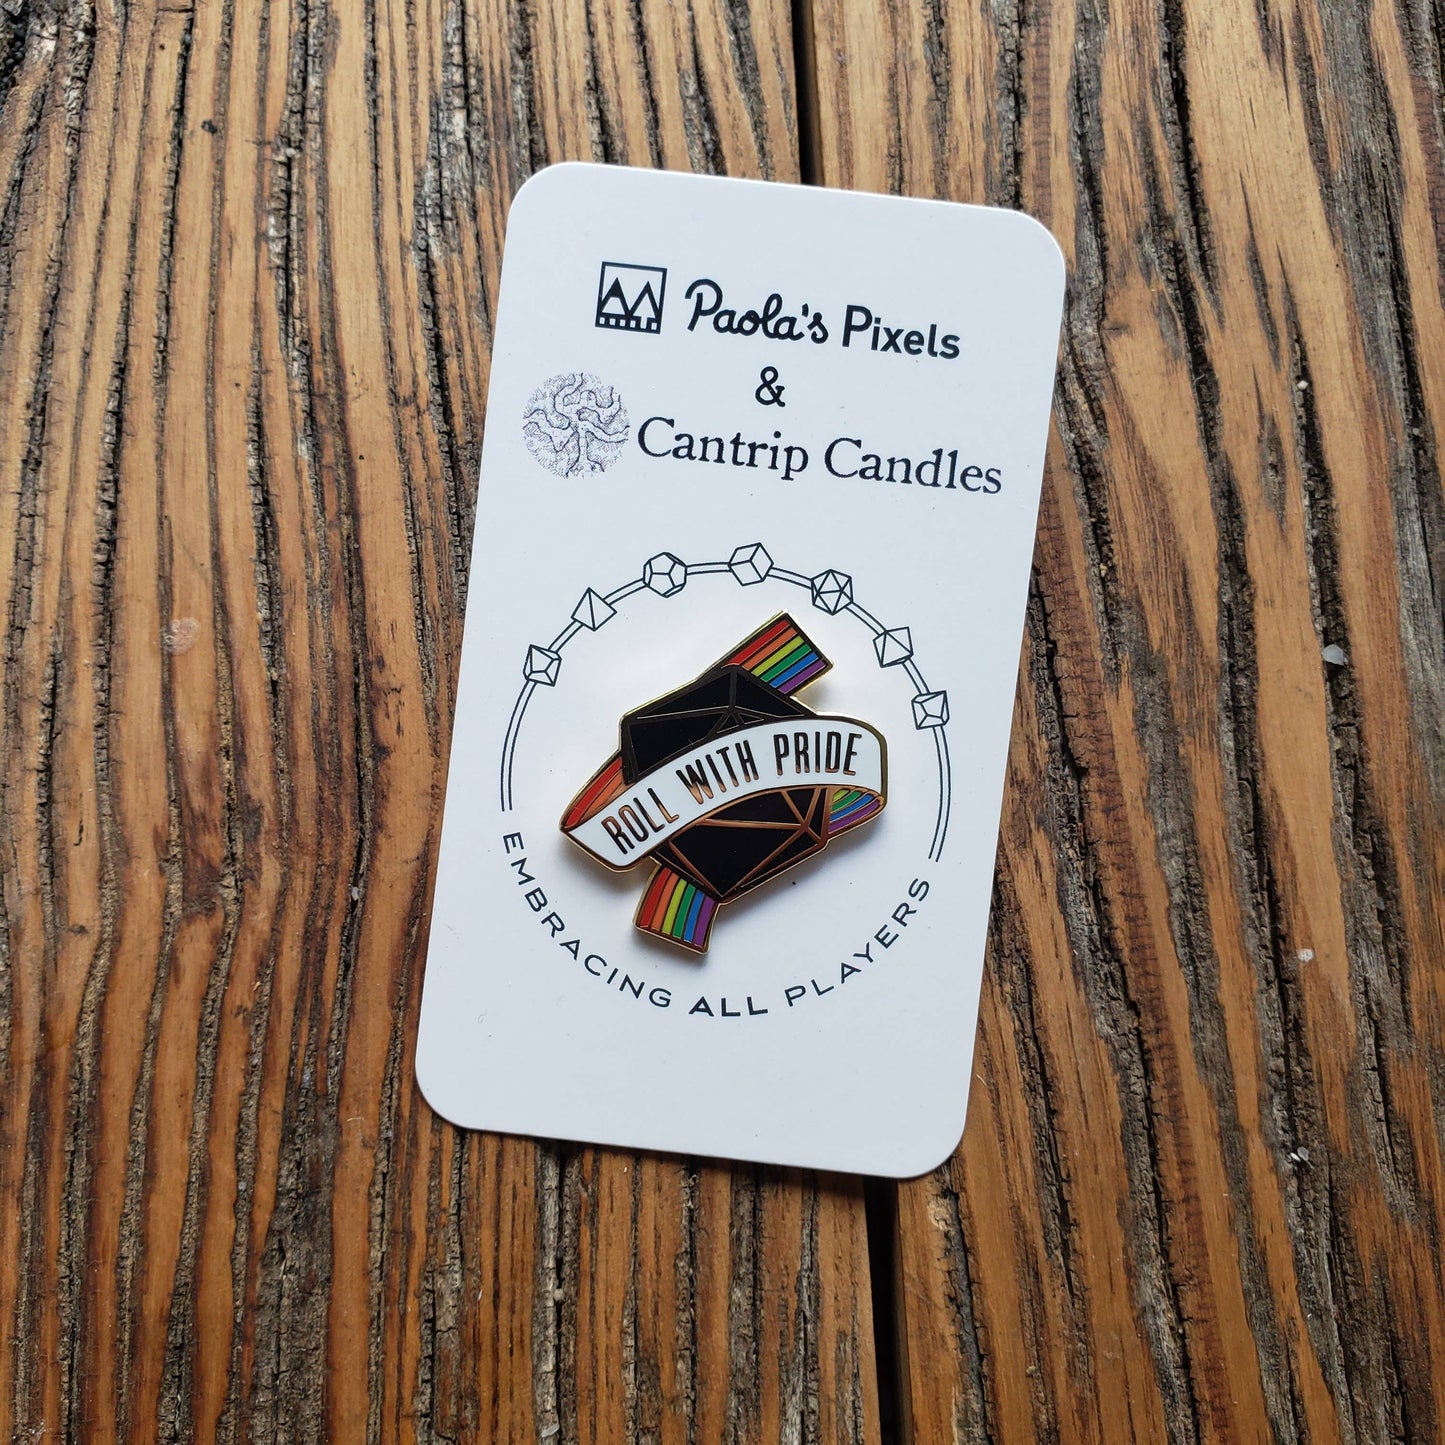 Paola's Pixels
&
Cantrip Candles
ROLL WITH PRIDE
EMBRACING ALL PLAYERS